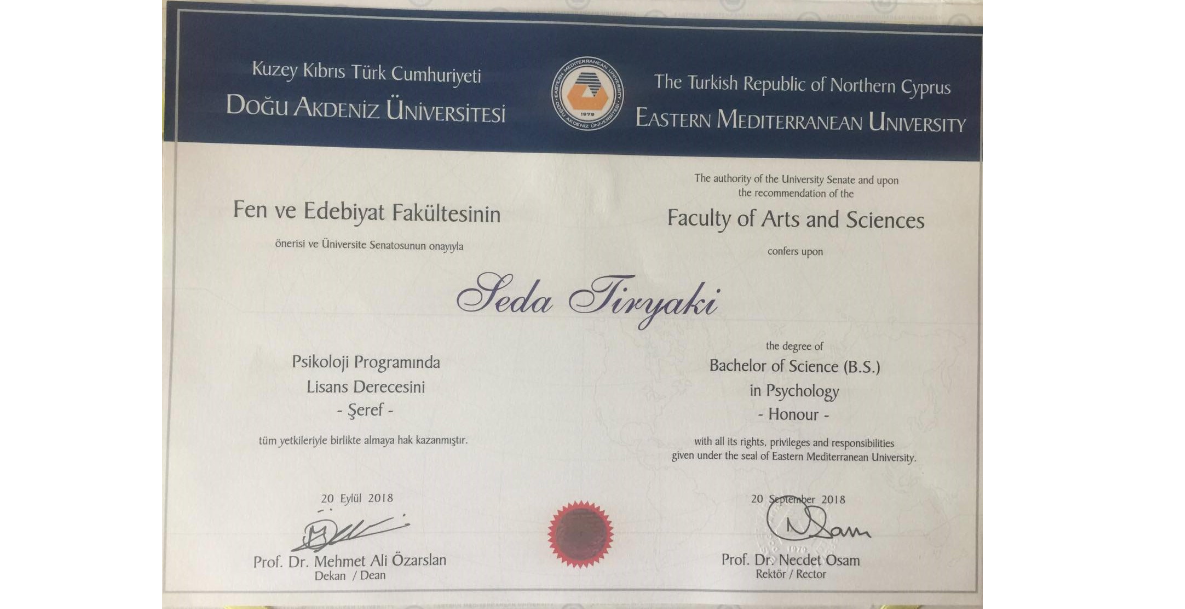 Kuzey Kıbrıs Türk Cumhuriyeti
DOĞU AKDENİZ ÜNİVERSİTESİ
The Turkish Republic of Northern Cyprus
EASTERN MEDITERRANEAN UNIVERSITY
1979
Fen ve Edebiyat Fakültesinin
önerisi ve Üniversite Senatosunun onayıyla
The authority of the University Senate and upon
the recommendation of the
Faculty of Arts and Sciences
confers upon
Seda Tiryaki
Psikoloji Programında
Lisans Derecesini
- Şeref -
tüm yetkileriyle birlikte almaya hak kazanmıştır.
the degree of
Bachelor of Science (B.S.)
in Psychology
- Honour -
with all its rights, privileges and responsibilities
given under the seal of Eastern Mediterranean University.
20 Eylül 2018
Prof. Dr. Mehmet Ali Özarslan
Dekan / Dean
20 September 2018
Prof. Dr. Necdet Osam
Rektör / Rector